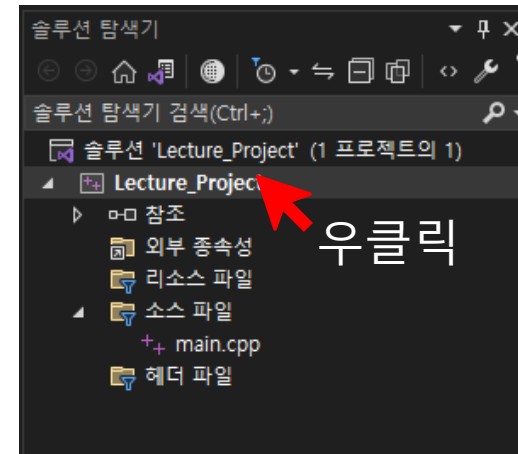 솔루션 탐색기
솔루션 탐색기 검색(Ctrl+;)
솔루션 'Lecture_Project' (1 프로젝트의 1)
Lecture_Project
참조
우클릭
외부 종속성
리소스 파일
소스 파일
main.cpp
헤더 파일